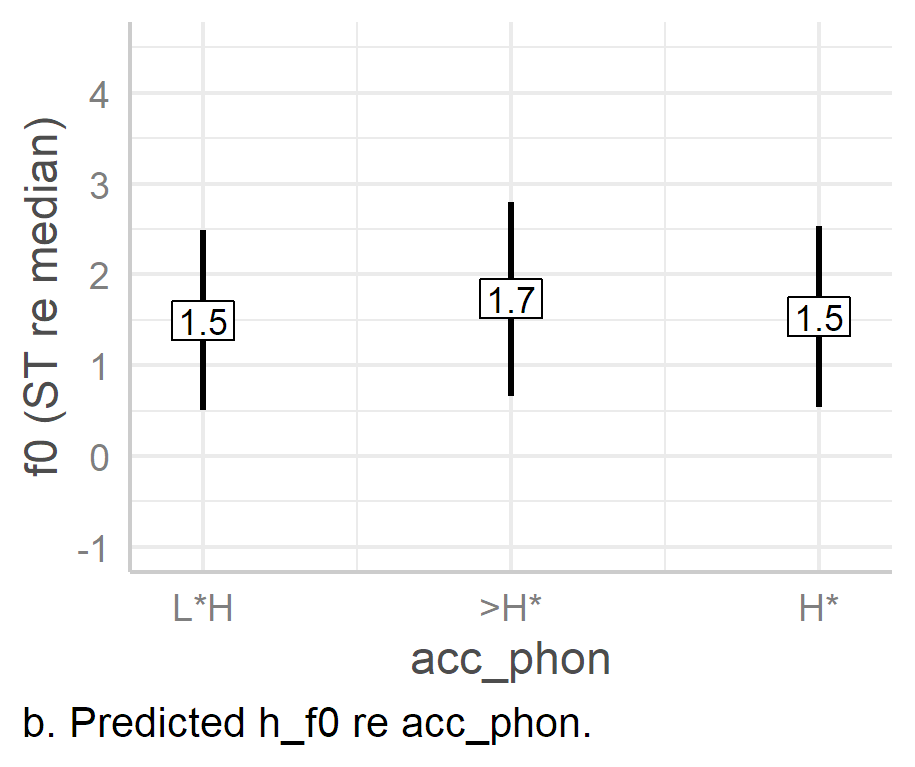 f0 (ST re median)
4
3
2
1
0
-1
1.5
1.7
1.5
L*H
>H*
H*
acc_phon
b. Predicted h_f0 re acc_phon.